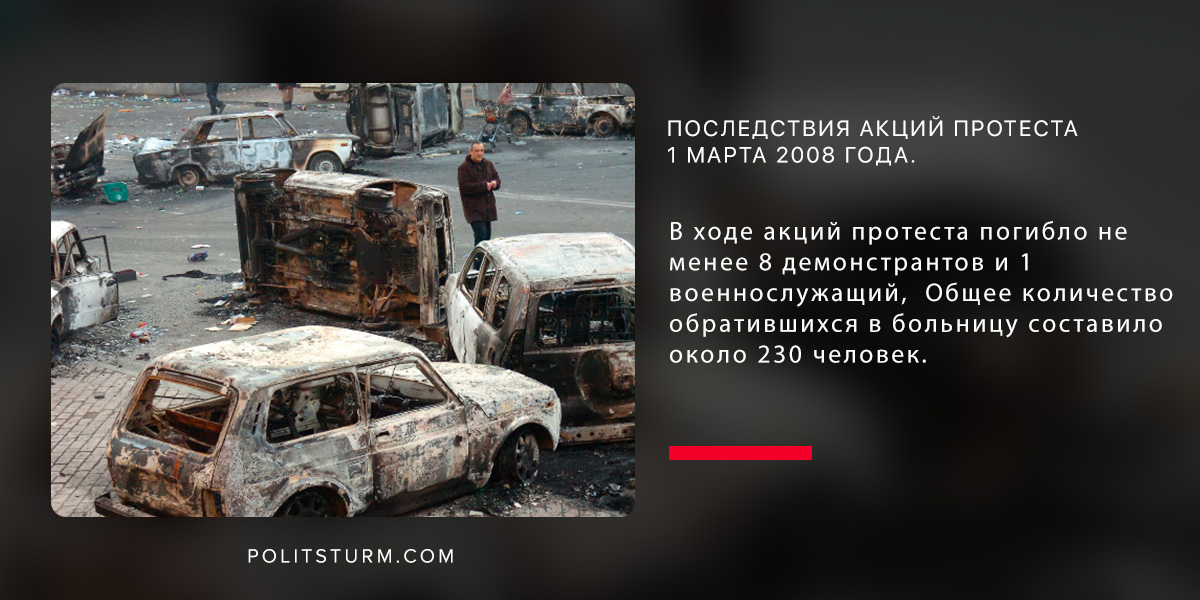 ПОСЛЕДСТВИЯ АКЦИЙ ПРОТЕСТА
1 МАРТА 2008 ГОДА.
В ходе акций протеста погибло не
менее 8 демонстрантов и 1
военнослужащий,  Общее количество
обратившихся в больницу составило
около 230 человек.
POLITSTURM.COM